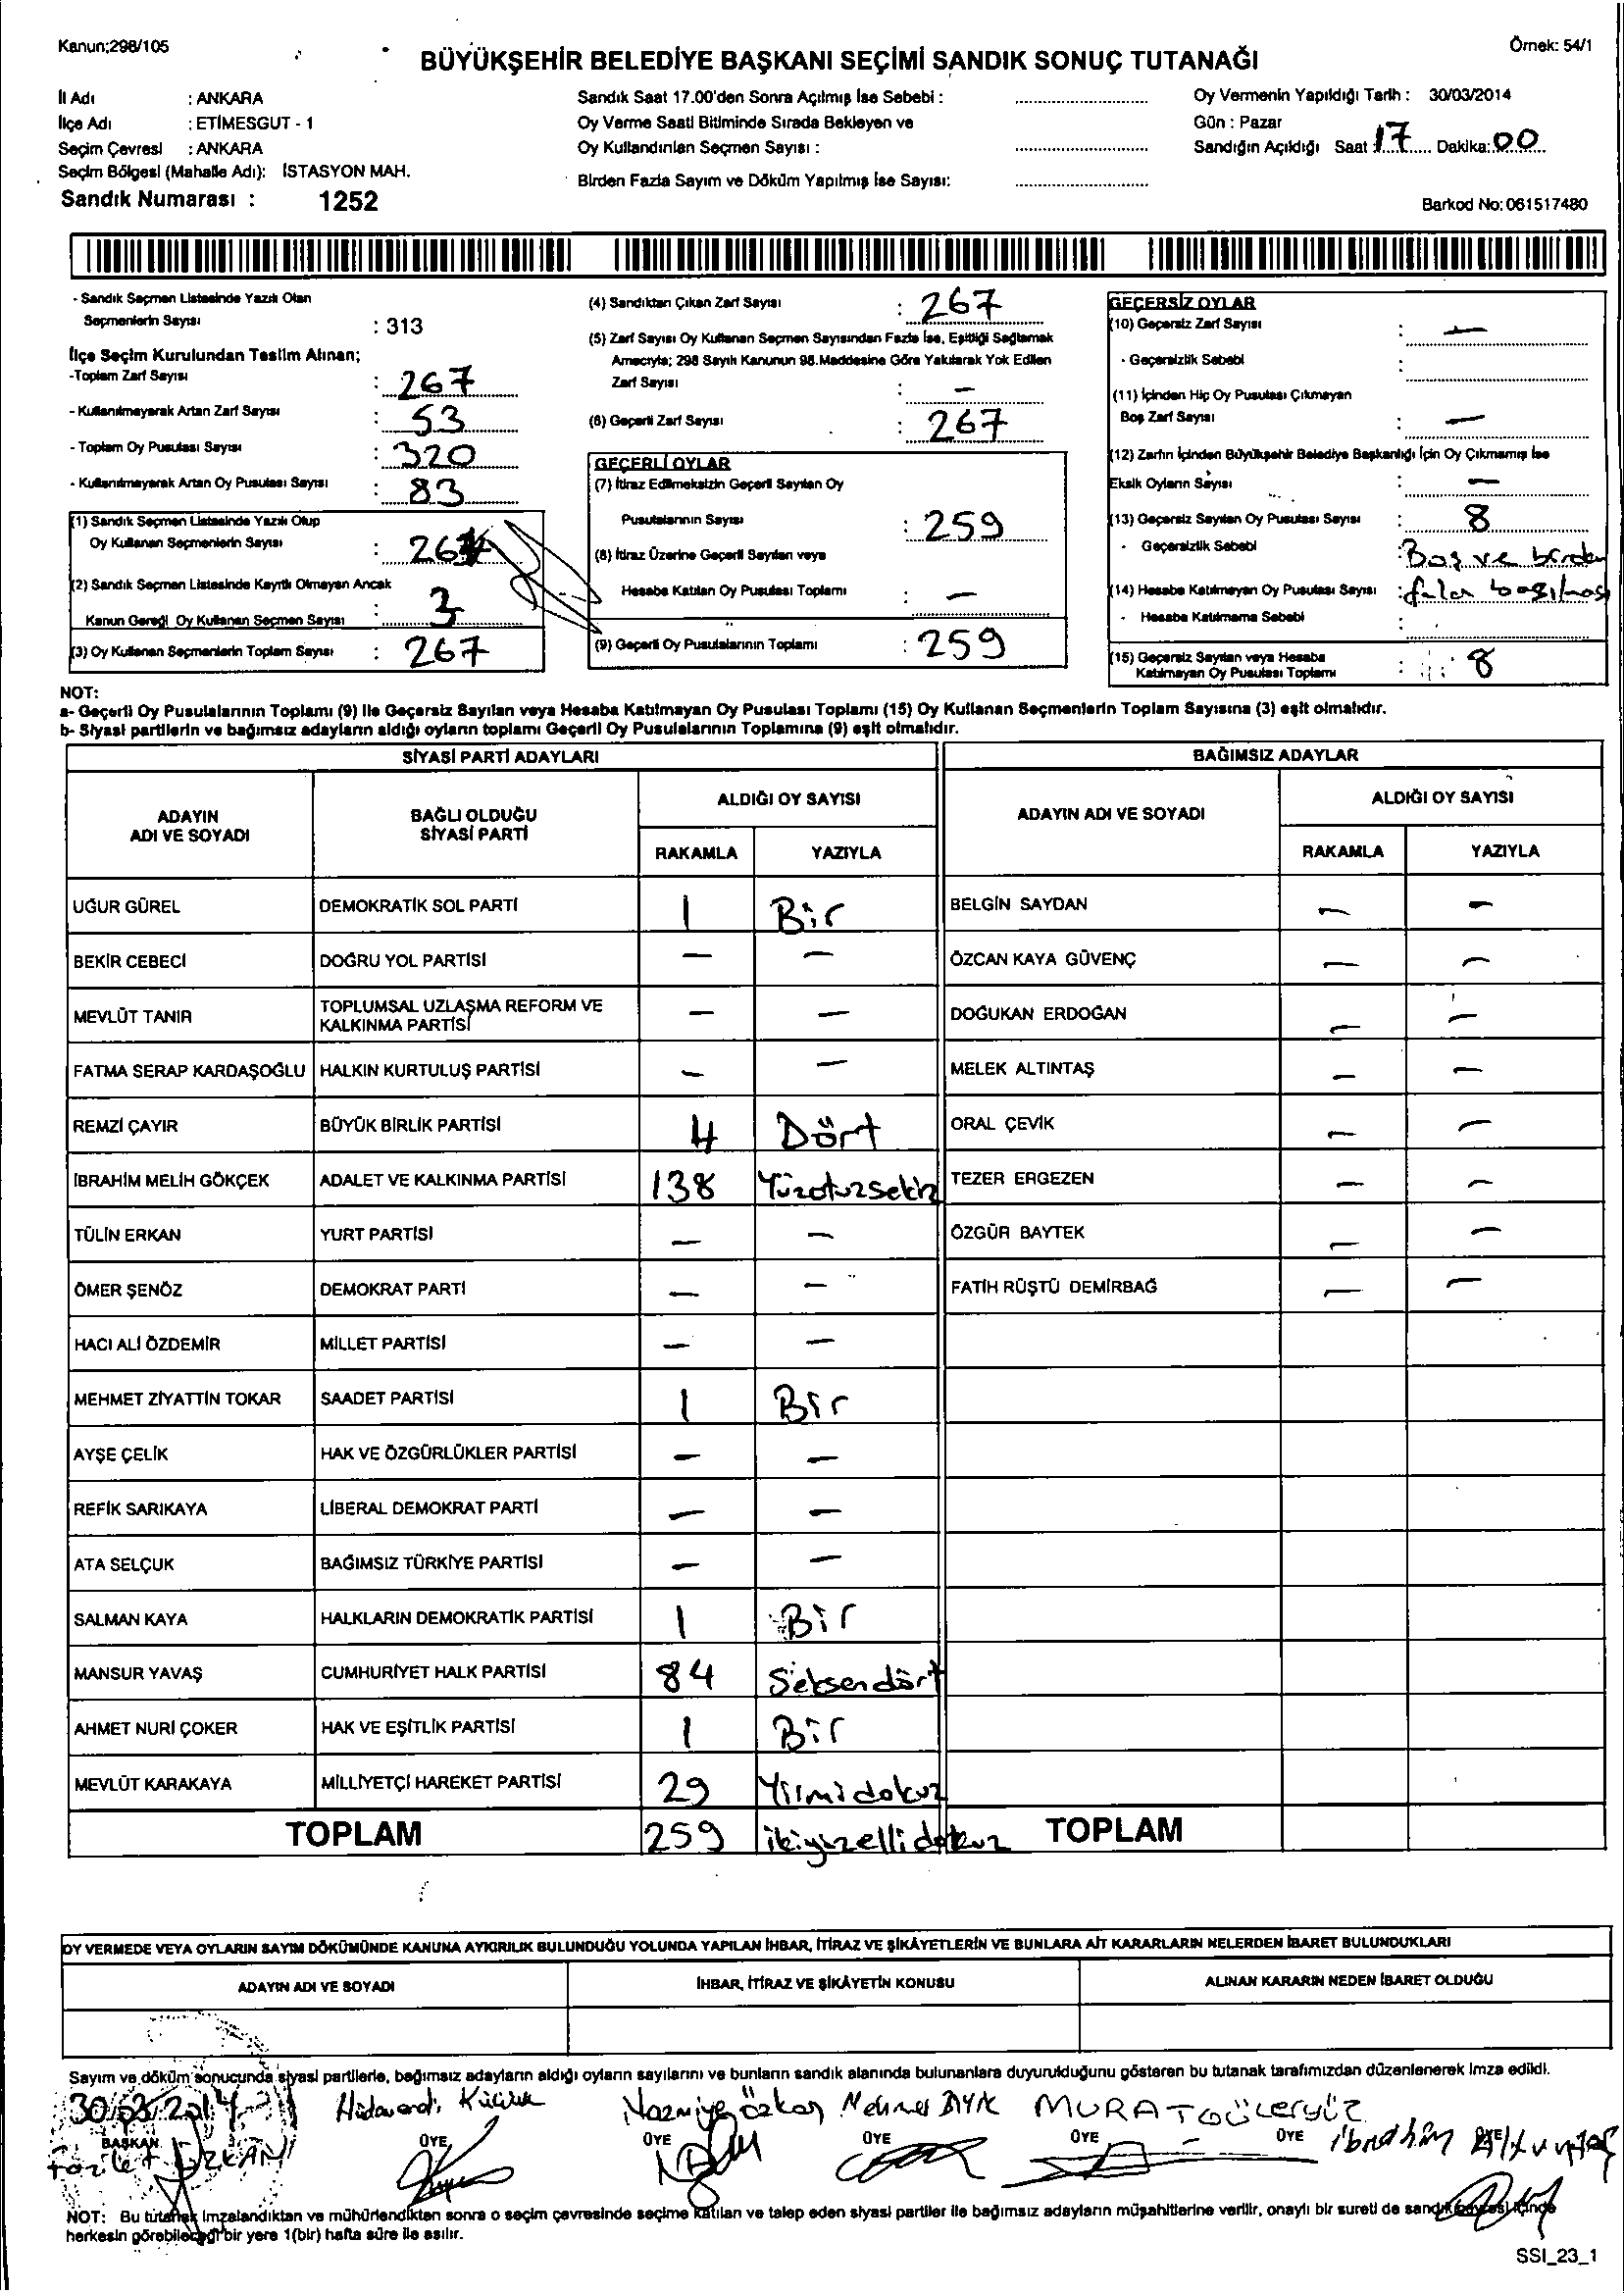 Kanun;298/105
Örnek: 54/1
BÜYÜKŞEHİR BELEDİYE BAŞKANI SEÇİMİ SANDIK SONUÇ TUTANAĞI
İl Adı : ANKARA
İlçe Adı : ETİMESGUT - 1
Seçim Çevresi : ANKARA
Seçim Bölgesi (Mahalle Adı): İSTASYON MAH.
Sandık Numarası : 1252
Sandık Saat 17.00'den Sonra Açılmış İse Sebebi :
Oy Verme Saati Bitiminde Sırada Bekleyen ve
Oy Kullandırılan Seçmen Sayısı :
Birden Fazla Sayım ve Döküm Yapılmış İse Sayısı:
Oy Vermenin Yapıldığı Tarih : 30/03/2014
Gün : Pazar
Sandığın Açıldığı Saat : 17 Dakika: 00
Barkod No: 061517480
- Sandık Seçmen Listesinde Yazılı Olan
Seçmenlerin Sayısı : 313
İlçe Seçim Kurulundan Teslim Alınan;
-Toplam Zarf Sayısı : 267
- Kullanılmayarak Artan Zarf Sayısı : 53
- Toplam Oy Pusulası Sayısı : 320
- Kullanılmayarak Artan Oy Pusulası Sayısı : 83
(1) Sandık Seçmen Listesinde Yazılı Olup
Oy Kullanan Seçmenlerin Sayısı : 264
(2) Sandık Seçmen Listesinde Kayıtlı Olmayan Ancak
Kanun Gereği Oy Kullanan Seçmen Sayısı : 3
(3) Oy Kullanan Seçmenlerin Toplam Sayısı : 267
(4) Sandıktan Çıkan Zarf Sayısı : 267
(5) Zarf Sayısı Oy Kullanan Seçmen Sayısından Fazla İse, Eşitliği Sağlamak
Amacıyla; 298 Sayılı Kanunun 98.Maddesine Göre Yakılarak Yok Edilen
Zarf Sayısı : —
(6) Geçerli Zarf Sayısı : 267
GEÇERLİ OYLAR
(7) İtiraz Edilmeksizin Geçerli Sayılan Oy
Pusulalarının Sayısı : 259
(8) İtiraz Üzerine Geçerli Sayılan veya
Hesaba Katılan Oy Pusulası Toplamı : —
(9) Geçerli Oy Pusulalarının Toplamı : 259
GEÇERSİZ OYLAR
(10) Geçersiz Zarf Sayısı : —
- Geçersizlik Sebebi :
(11) İçinden Hiç Oy Pusulası Çıkmayan
Boş Zarf Sayısı : —
(12) Zarfın İçinden Büyükşehir Belediye Başkanlığı İçin Oy Çıkmamış İse
Eksik Oyların Sayısı : —
(13) Geçersiz Sayılan Oy Pusulası Sayısı : 8
- Geçersizlik Sebebi : Boş ve birden
(14) Hesaba Katılmayan Oy Pusulası Sayısı : fazla basılması
- Hesaba Katılmama Sebebi :
(15) Geçersiz Sayılan veya Hesaba
Katılmayan Oy Pusulası Toplamı : 8
NOT:
a- Geçerli Oy Pusulalarının Toplamı (9) ile Geçersiz Sayılan veya Hesaba Katılmayan Oy Pusulası Toplamı (15) Oy Kullanan Seçmenlerin Toplam Sayısına (3) eşit olmalıdır.
b- Siyasi partilerin ve bağımsız adayların aldığı oyların toplamı Geçerli Oy Pusulalarının Toplamına (9) eşit olmalıdır.
SİYASİ PARTİ ADAYLARI BAĞIMSIZ ADAYLAR
ADAYIN ADI VE SOYADI BAĞLI OLDUĞU SİYASİ PARTİ ALDIĞI OY SAYISI ADAYIN ADI VE SOYADI ALDIĞI OY SAYISI
RAKAMLA YAZIYLA RAKAMLA YAZIYLA
UĞUR GÜREL DEMOKRATİK SOL PARTİ 1 Bir BELGİN SAYDAN — —
BEKİR CEBECİ DOĞRU YOL PARTİSİ — — ÖZCAN KAYA GÜVENÇ — —
MEVLÜT TANIR TOPLUMSAL UZLAŞMA REFORM VE KALKINMA PARTİSİ — — DOĞUKAN ERDOĞAN — —
FATMA SERAP KARDAŞOĞLU HALKIN KURTULUŞ PARTİSİ — — MELEK ALTINTAŞ — —
REMZİ ÇAYIR BÜYÜK BİRLİK PARTİSİ 4 Dört ORAL ÇEVİK — —
İBRAHİM MELİH GÖKÇEK ADALET VE KALKINMA PARTİSİ 138 Yüzotuzsekiz TEZER ERGEZEN — —
TÜLİN ERKAN YURT PARTİSİ — — ÖZGÜR BAYTEK — —
ÖMER ŞENÖZ DEMOKRAT PARTİ — — FATİH RÜŞTÜ DEMİRBAĞ — —
HACI ALİ ÖZDEMİR MİLLET PARTİSİ — —
MEHMET ZİYATTİN TOKAR SAADET PARTİSİ 1 Bir
AYŞE ÇELİK HAK VE ÖZGÜRLÜKLER PARTİSİ — —
REFİK SARIKAYA LİBERAL DEMOKRAT PARTİ — —
ATA SELÇUK BAĞIMSIZ TÜRKİYE PARTİSİ — —
SALMAN KAYA HALKLARIN DEMOKRATİK PARTİSİ 1 Bir
MANSUR YAVAŞ CUMHURİYET HALK PARTİSİ 84 Seksendört
AHMET NURİ ÇOKER HAK VE EŞİTLİK PARTİSİ 1 Bir
MEVLÜT KARAKAYA MİLLİYETÇİ HAREKET PARTİSİ 29 Yirmidokuz
TOPLAM 259 ikiyüzellidokuz TOPLAM
OY VERMEDE VEYA OYLARIN SAYIM DÖKÜMÜNDE KANUNA AYKIRILIK BULUNDUĞU YOLUNDA YAPILAN İHBAR, İTİRAZ VE ŞİKÂYETLERİN VE BUNLARA AİT KARARLARIN NELERDEN İBARET BULUNDUKLARI
ADAYIN ADI VE SOYADI İHBAR, İTİRAZ VE ŞİKÂYETİN KONUSU ALINAN KARARIN NEDEN İBARET OLDUĞU
Sayım ve döküm sonucunda siyasi partilerle, bağımsız adayların aldığı oyların sayılarını ve bunların sandık alanında bulunanlara duyurulduğunu gösteren bu tutanak tarafımızdan düzenlenerek imza edildi.
30/03/2014 Hüdaverdi Küçük Nazmiye Özkan Mehmet MURAT
BAŞKAN ÜYE ÜYE ÜYE ÜYE ÜYE ibrahim ÜYE Altuntaş
NOT: Bu tutanak imzalandıktan ve mühürlendikten sonra o seçim çevresinde seçime katılan ve talep eden siyasi partiler ile bağımsız adayların müşahitlerine verilir, onaylı bir sureti de sandık çevresi içinde
herkesin görebileceği bir yere 1(bir) hafta süre ile asılır.
SSI_23_1